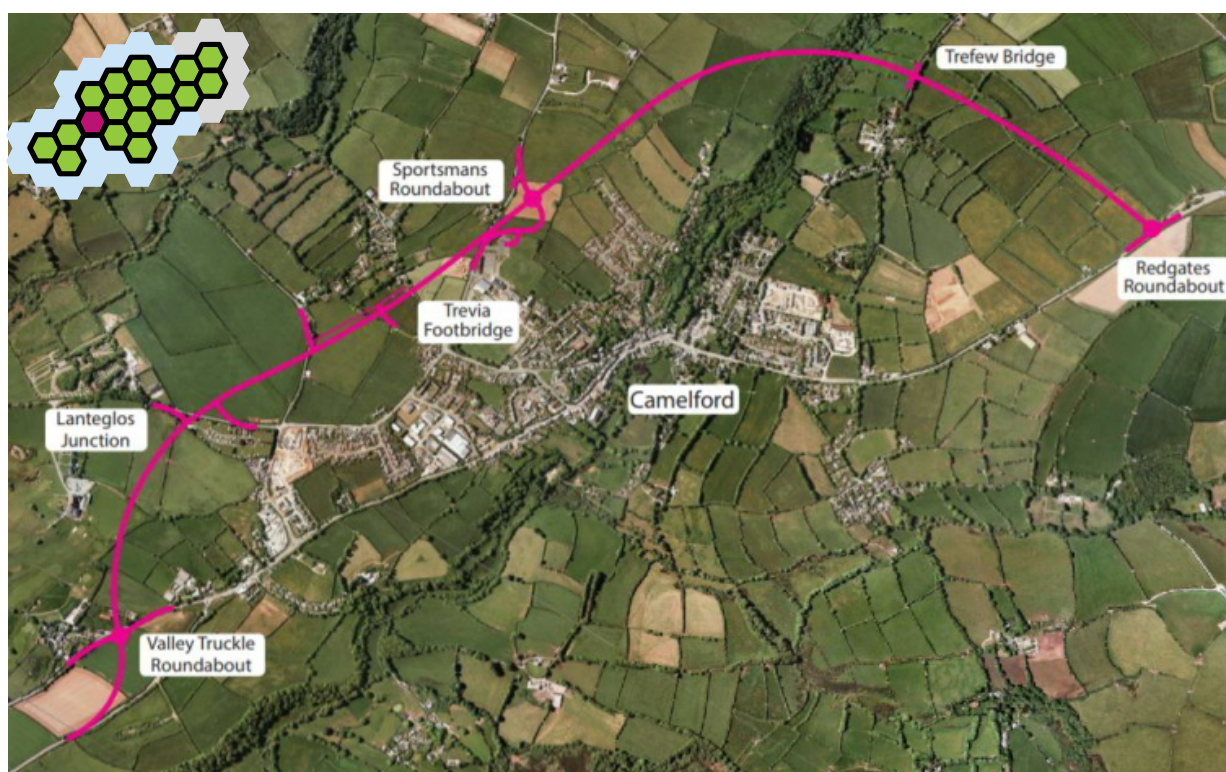 Trefew Bridge
Sportsmans
Roundabout
Redgates
Roundabout
Trevia
Footbridge
Camelford
Lanteglos
Junction
Valley Truckle
Roundabout